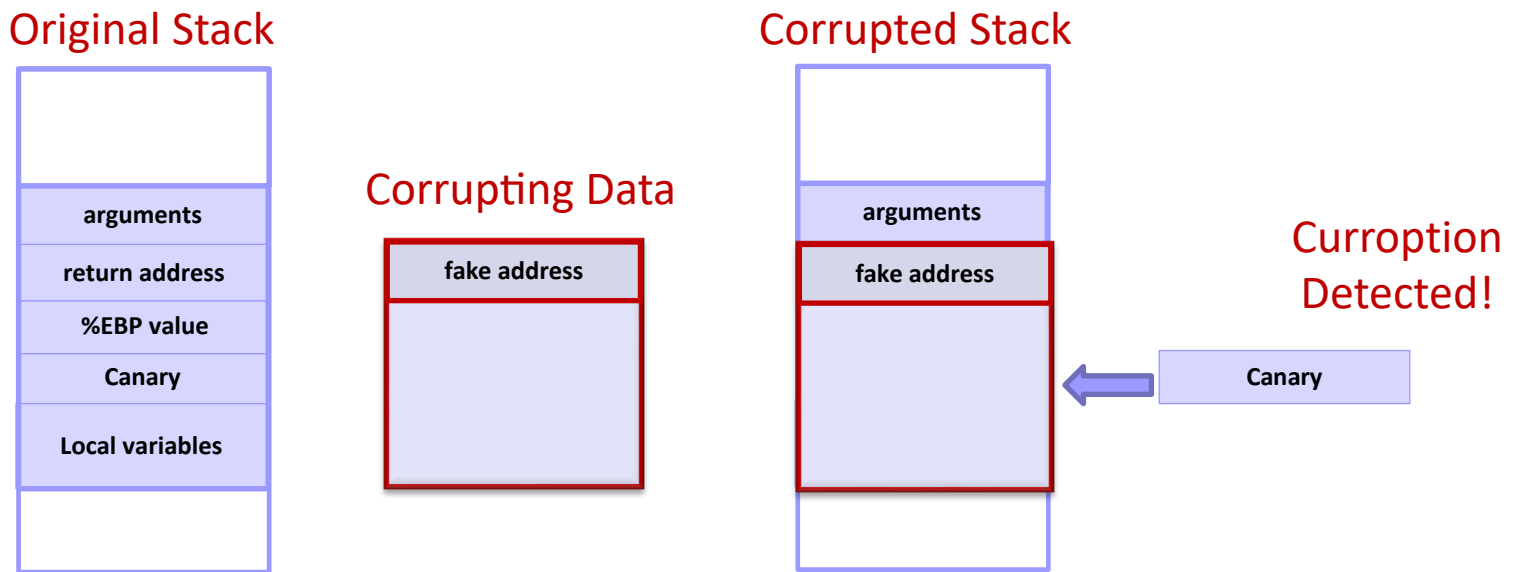 Original Stack
arguments
return address
%EBP value
Canary
Local variables
Corrupting Data
fake address
Corrupted Stack
arguments
fake address
Curroption
Detected!
Canary